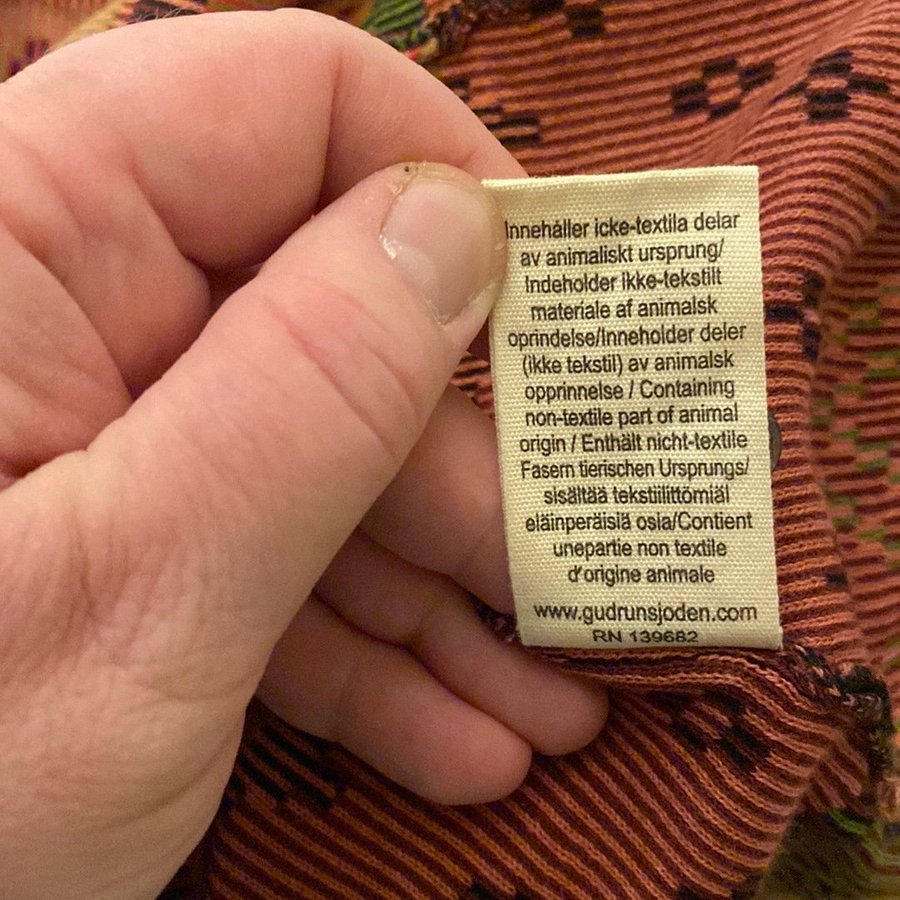 Innehåller icke-textila delar
av animaliskt ursprung/
Indeholder ikke-tekstilt
materiale af animalsk
oprindelse/Inneholder deler
(ikke tekstil) av animalsk
opprinnelse / Containing
non-textile part of animal
origin / Enthält nicht-textile
Fasern tierischen Ursprungs/
sisältää tekstiilittömiäl
eläinperäisiä osia/Contient
unepartie non textile
d'origine animale
www.gudrunsjoden.com
RN 139682